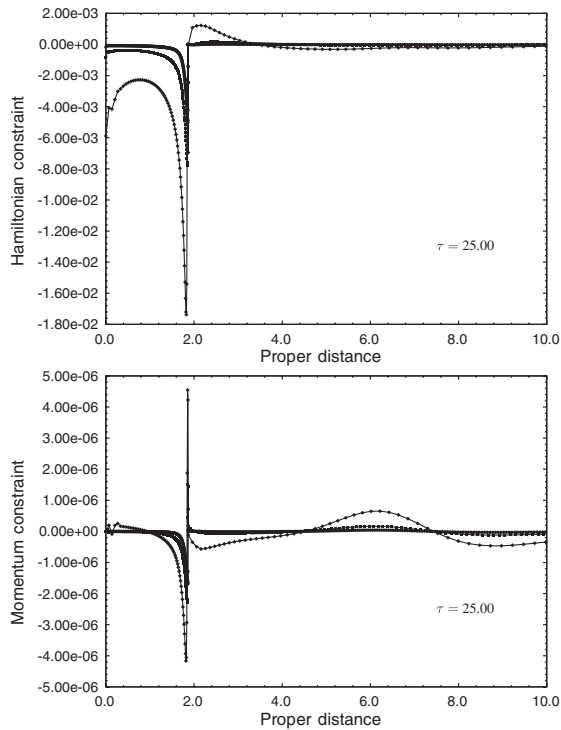 2.00e−03
0.00e+00
-2.00e−03
-4.00e−03
-6.00e−03
-8.00e−03
-1.00e−02
-1.20e−02
-1.40e−02
-1.60e−02
-1.80e−02
Hamiltonian constraint
τ = 25.00
0.0 2.0 4.0 6.0 8.0 10.0
Proper distance
5.00e−06
4.00e−06
3.00e−06
2.00e−06
1.00e−06
0.00e+00
-1.00e−06
-2.00e−06
-3.00e−06
-4.00e−06
-5.00e−06
Momentum constraint
τ = 25.00
0.0 2.0 4.0 6.0 8.0 10.0
Proper distance